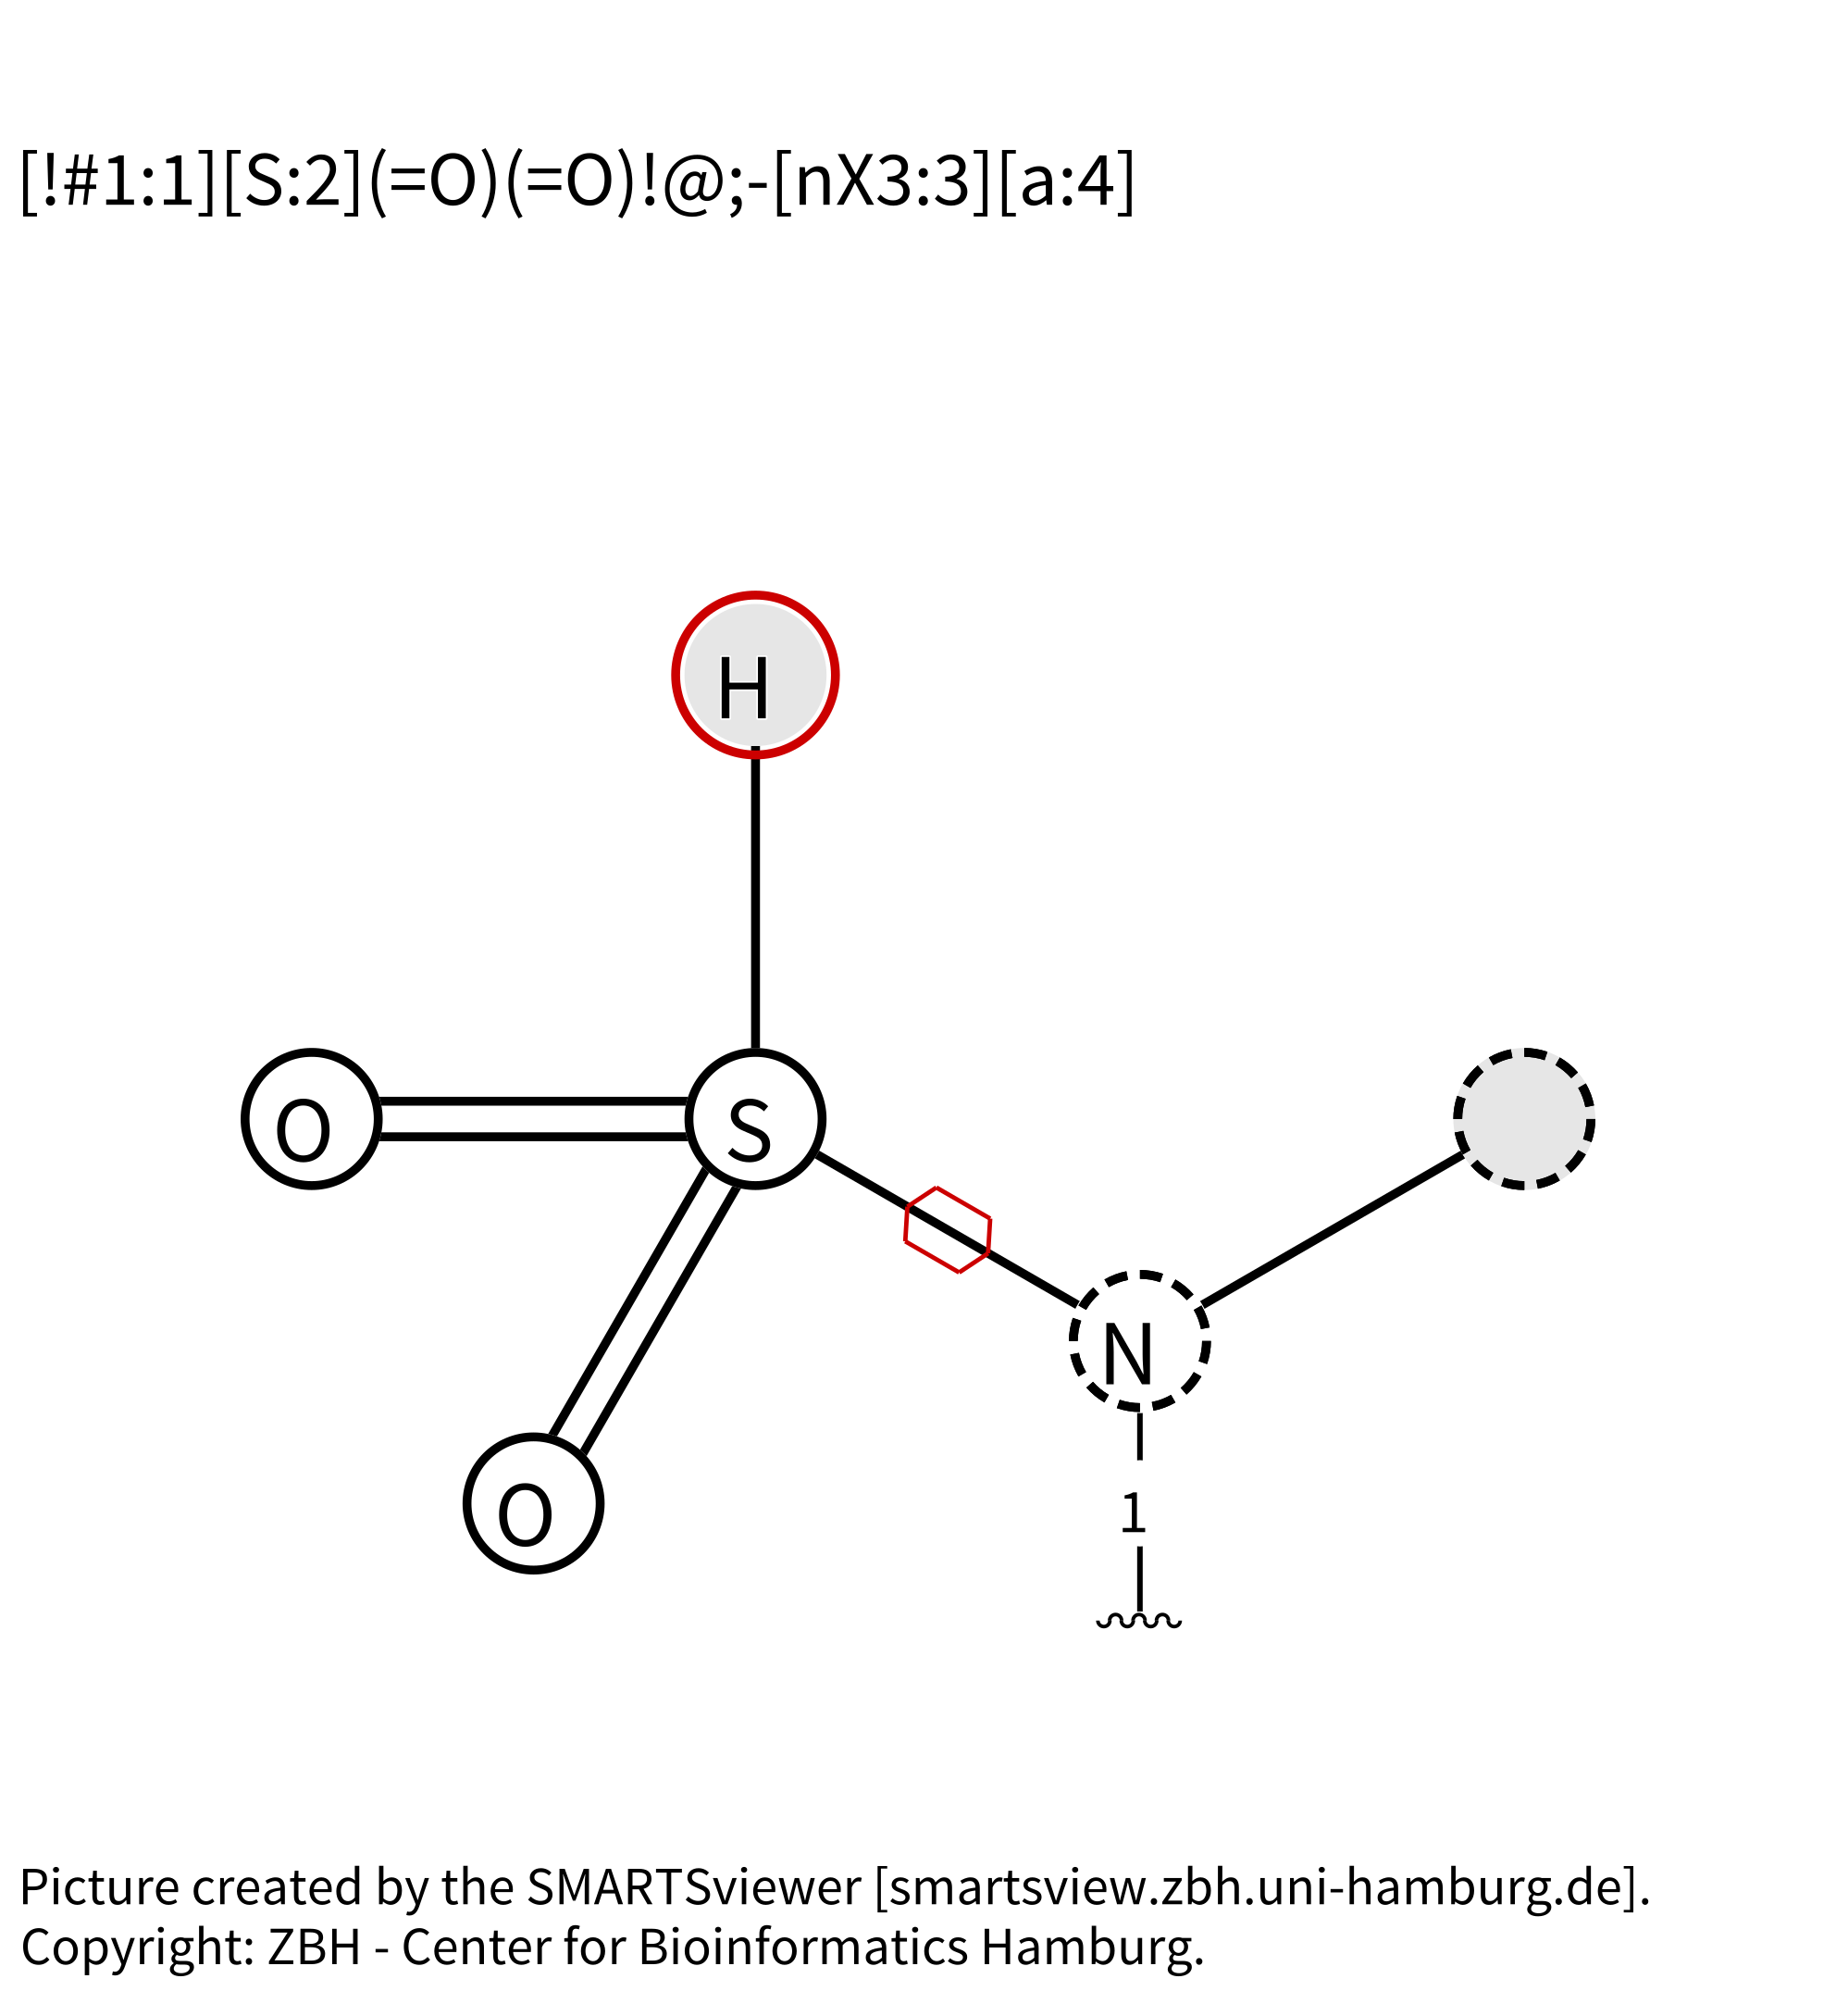 [!#1:1][S:2](=O)(=O)!@;-[nX3:3][a:4]
H
O
S
N
O
1
Picture created by the SMARTSviewer [smartsview.zbh.uni-hamburg.de].
Copyright: ZBH - Center for Bioinformatics Hamburg.